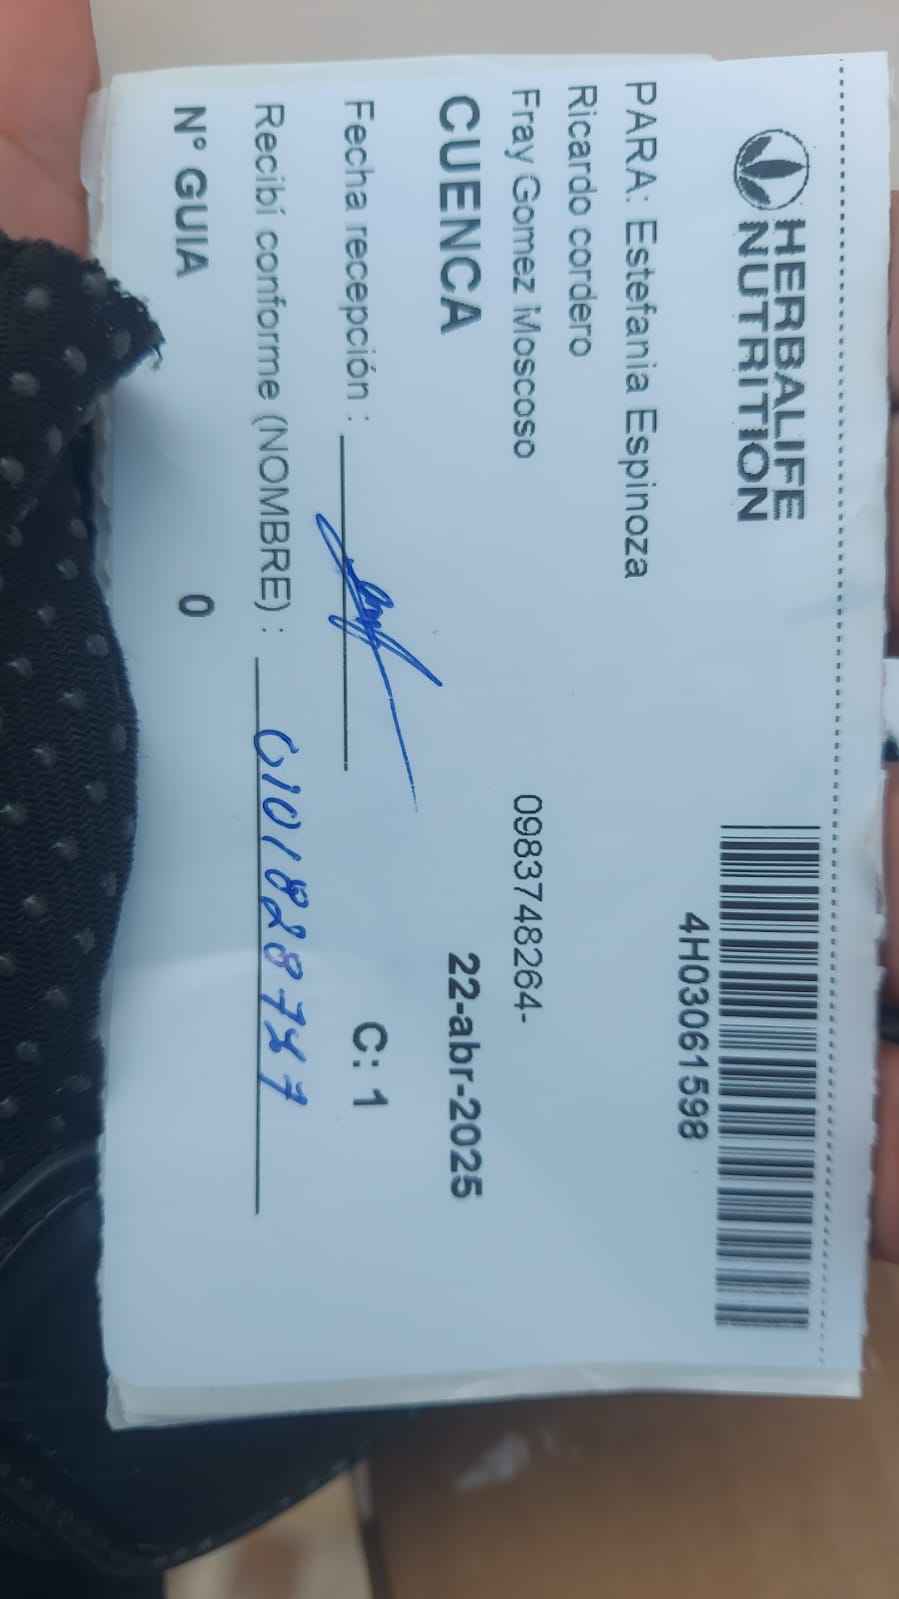 HERBALIFE
NUTRITION
4H03061598
PARA: Estefania Espinoza
Ricardo cordero
Fray Gomez Moscoso 0983748264-
CUENCA 22-abr-2025
Fecha recepción :
C: 1
Recibí conforme (NOMBRE) :
N° GUIA 0